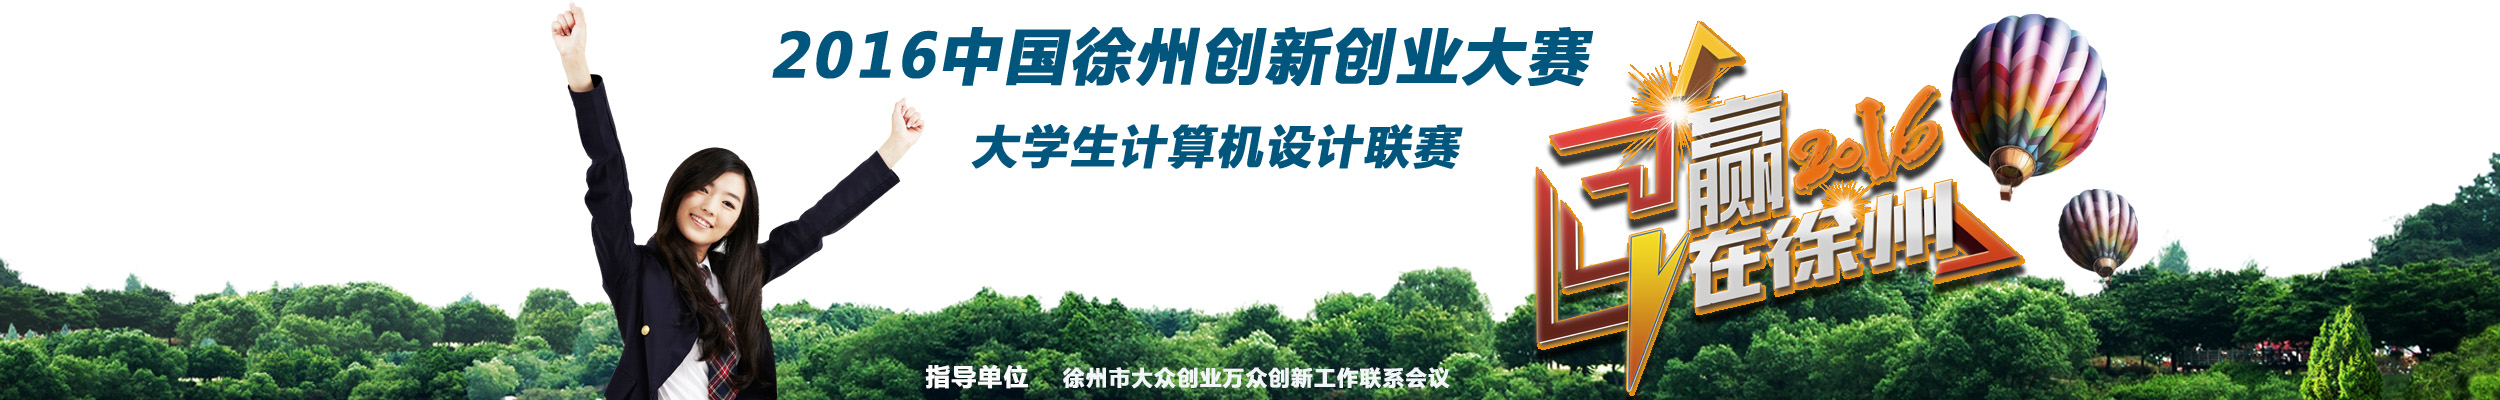 2016中国徐州创新创业大赛
大学生计算机设计联赛
赢2016
在徐州
指导单位 徐州市大众创业万众创新工作联系会议